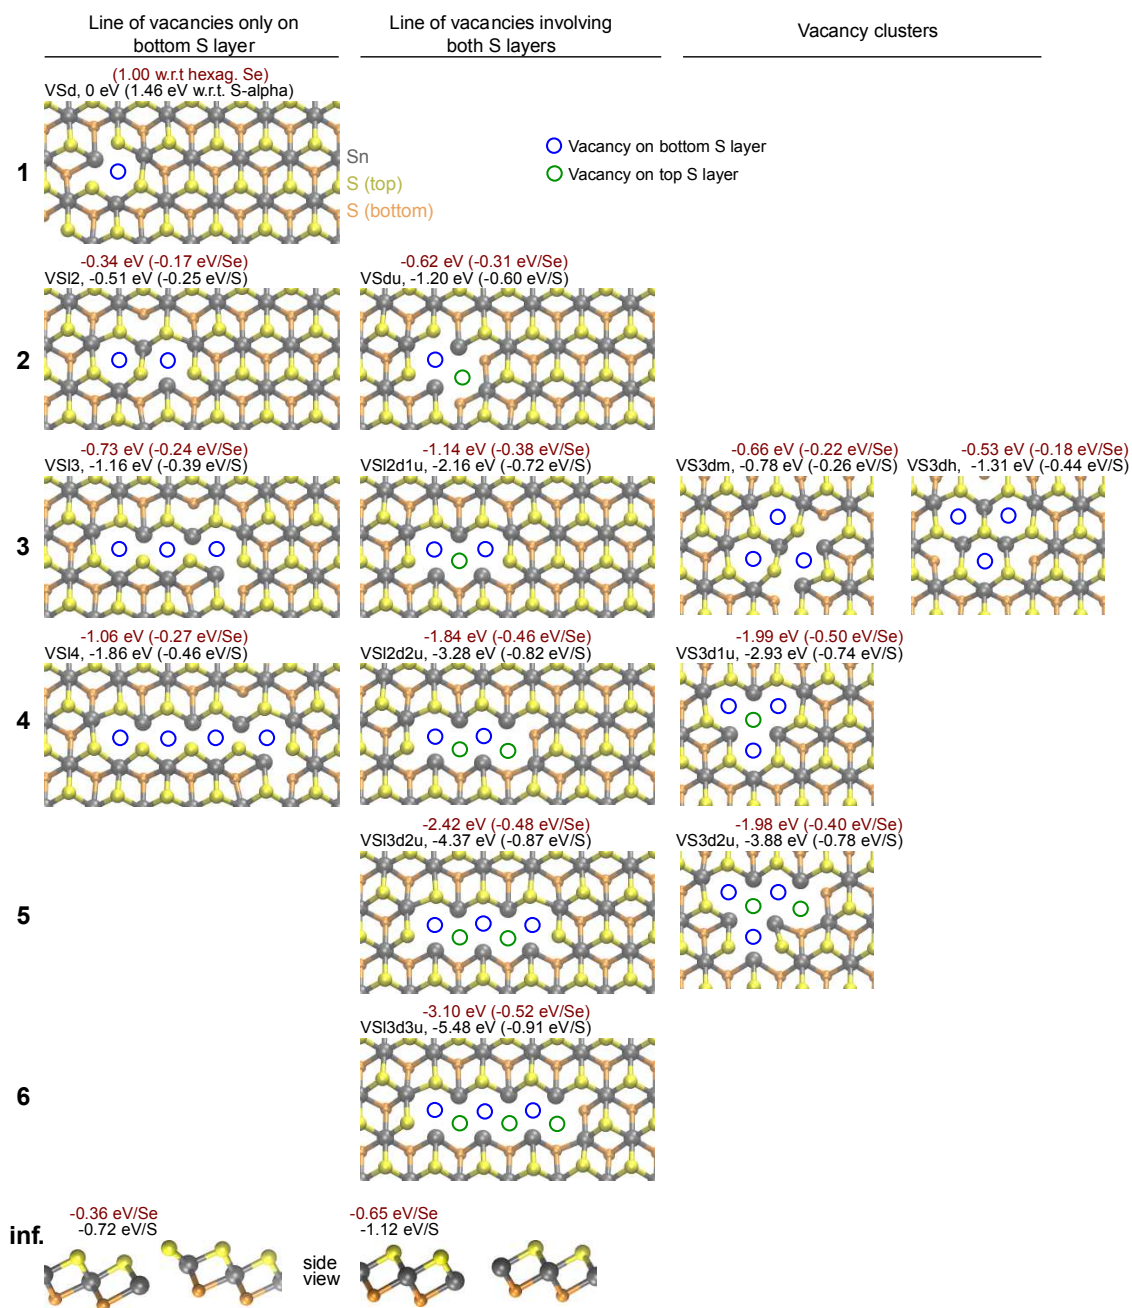 Line of vacancies only on
bottom S layer
Line of vacancies involving
both S layers
Vacancy clusters
(1.00 w.r.t hexag. Se)
VSd, 0 eV (1.46 eV w.r.t. S-alpha)
1
Sn
S (top)
S (bottom)
Vacancy on bottom S layer
Vacancy on top S layer
-0.34 eV (-0.17 eV/Se)
VSl2, -0.51 eV (-0.25 eV/S)
-0.62 eV (-0.31 eV/Se)
VSdu, -1.20 eV (-0.60 eV/S)
2
-0.73 eV (-0.24 eV/Se)
VSl3, -1.16 eV (-0.39 eV/S)
-1.14 eV (-0.38 eV/Se)
VSl2d1u, -2.16 eV (-0.72 eV/S)
-0.66 eV (-0.22 eV/Se)
VS3dm, -0.78 eV (-0.26 eV/S)
-0.53 eV (-0.18 eV/Se)
VS3dh, -1.31 eV (-0.44 eV/S)
3
-1.06 eV (-0.27 eV/Se)
VSl4, -1.86 eV (-0.46 eV/S)
-1.84 eV (-0.46 eV/Se)
VSl2d2u, -3.28 eV (-0.82 eV/S)
-1.99 eV (-0.50 eV/Se)
VS3d1u, -2.93 eV (-0.74 eV/S)
4
-2.42 eV (-0.48 eV/Se)
VSl3d2u, -4.37 eV (-0.87 eV/S)
-1.98 eV (-0.40 eV/Se)
VS3d2u, -3.88 eV (-0.78 eV/S)
5
-3.10 eV (-0.52 eV/Se)
VSl3d3u, -5.48 eV (-0.91 eV/S)
6
inf.
-0.36 eV/Se
-0.72 eV/S
side
view
-0.65 eV/Se
-1.12 eV/S